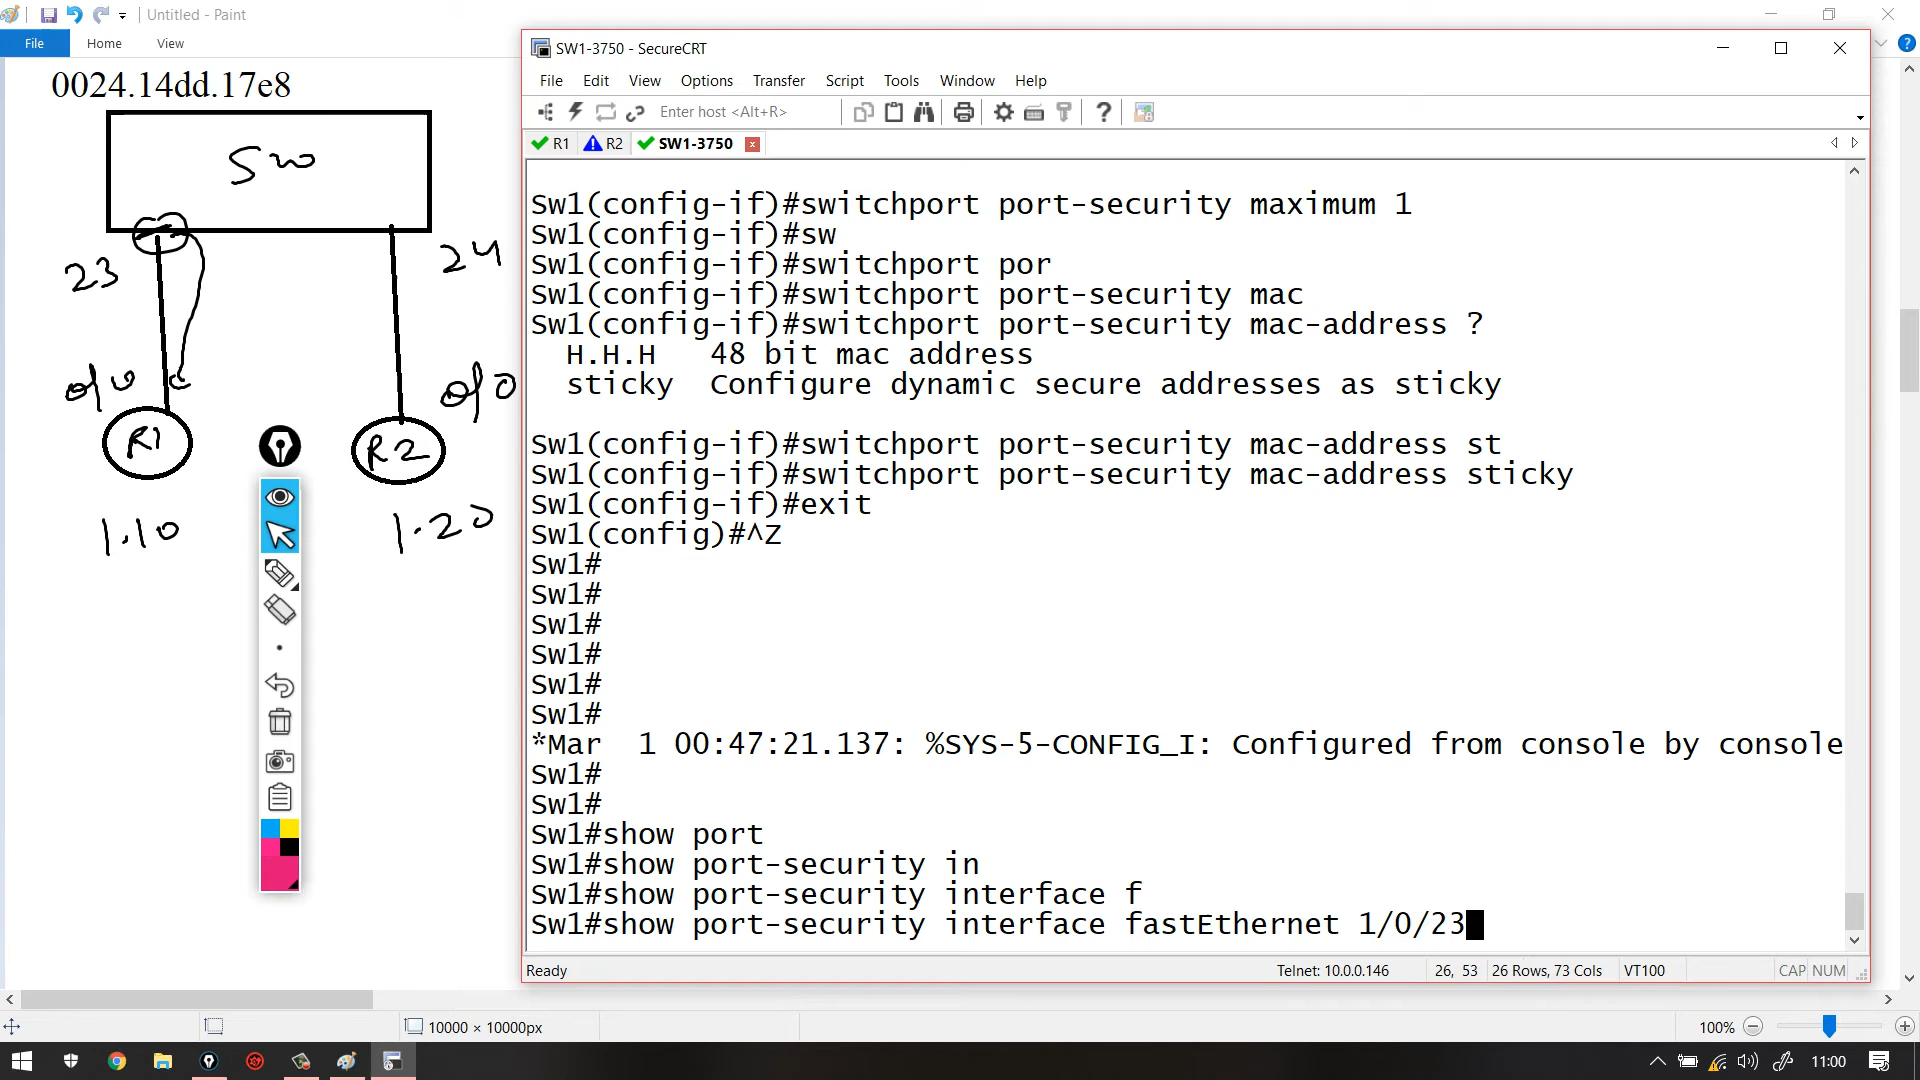 Untitled - Paint
File
Home
View
0024.14dd.17e8
SW
23
24
0/0
0/0
R1
R2
1.10
1.20
SW1-3750 - SecureCRT
File Edit View Options Transfer Script Tools Window Help
Enter host <Alt+R>
R1
R2
SW1-3750
Sw1(config-if)#switchport port-security maximum 1
Sw1(config-if)#sw
Sw1(config-if)#switchport por
Sw1(config-if)#switchport port-security mac
Sw1(config-if)#switchport port-security mac-address ?
H.H.H 48 bit mac address
sticky Configure dynamic secure addresses as sticky
Sw1(config-if)#switchport port-security mac-address st
Sw1(config-if)#switchport port-security mac-address sticky
Sw1(config-if)#exit
Sw1(config)#^Z
Sw1#
Sw1#
Sw1#
Sw1#
Sw1#
Sw1#
*Mar 1 00:47:21.137: %SYS-5-CONFIG_I: Configured from console by console
Sw1#
Sw1#
Sw1#show port
Sw1#show port-security in
Sw1#show port-security interface f
Sw1#show port-security interface fastEthernet 1/0/23
Ready
Telnet: 10.0.0.146
26, 53
26 Rows, 73 Cols
VT100
CAP NUM
10000 × 10000px
100%
11:00